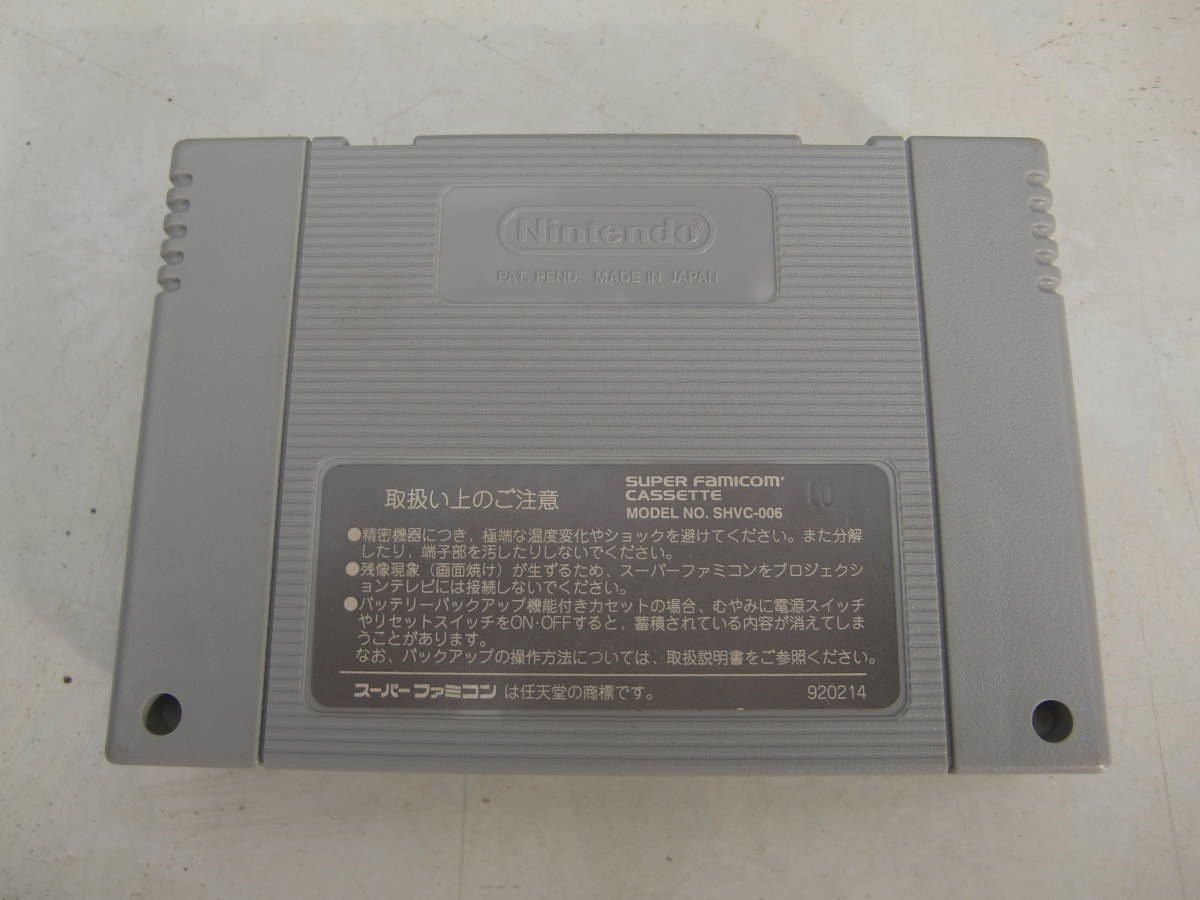 Nintendo®
PAT. PEND. MADE IN JAPAN
取扱い上のご注意
SUPER FAMICOM®
CASSETTE
MODEL NO. SHVC-006
●精密機器につき、極端な温度変化やショックを避けてください。また分解
したり、端子部を汚したりしないでください。
●残像現象（画面焼け）が生ずるため、スーパーファミコンをプロジェクシ
ョンテレビには接続しないでください。
●バッテリーバックアップ機能付きカセットの場合、むやみに電源スイッチ
やリセットスイッチをON·OFFすると、蓄積されている内容が消えてしま
うことがあります。
なお、バックアップの操作方法については、取扱説明書をご参照ください。
スーパーファミコン は任天堂の商標です。
920214